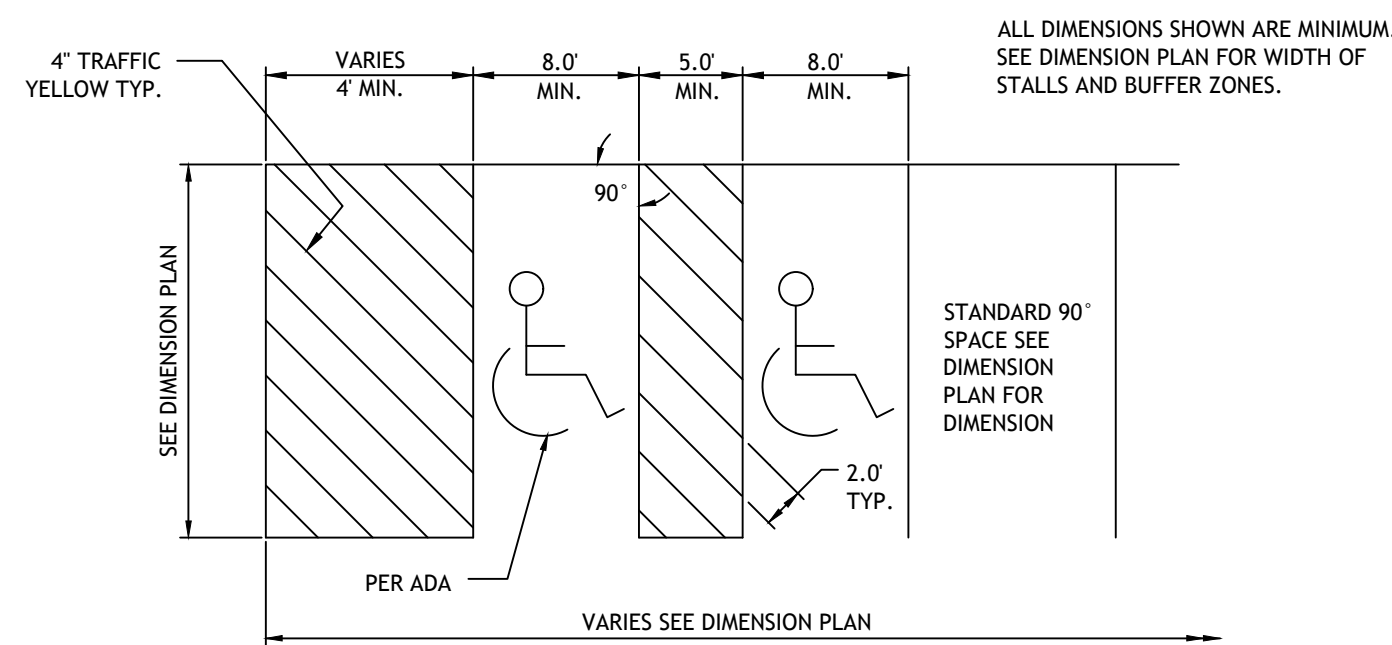 ALL DIMENSIONS SHOWN ARE MINIMUM.
SEE DIMENSION PLAN FOR WIDTH OF
STALLS AND BUFFER ZONES.
4" TRAFFIC
YELLOW TYP.
VARIES
4' MIN.
8.0'
MIN.
5.0'
MIN.
8.0'
MIN.
90°
SEE DIMENSION PLAN
STANDARD 90°
SPACE SEE
DIMENSION
PLAN FOR
DIMENSION
2.0'
TYP.
PER ADA
VARIES SEE DIMENSION PLAN